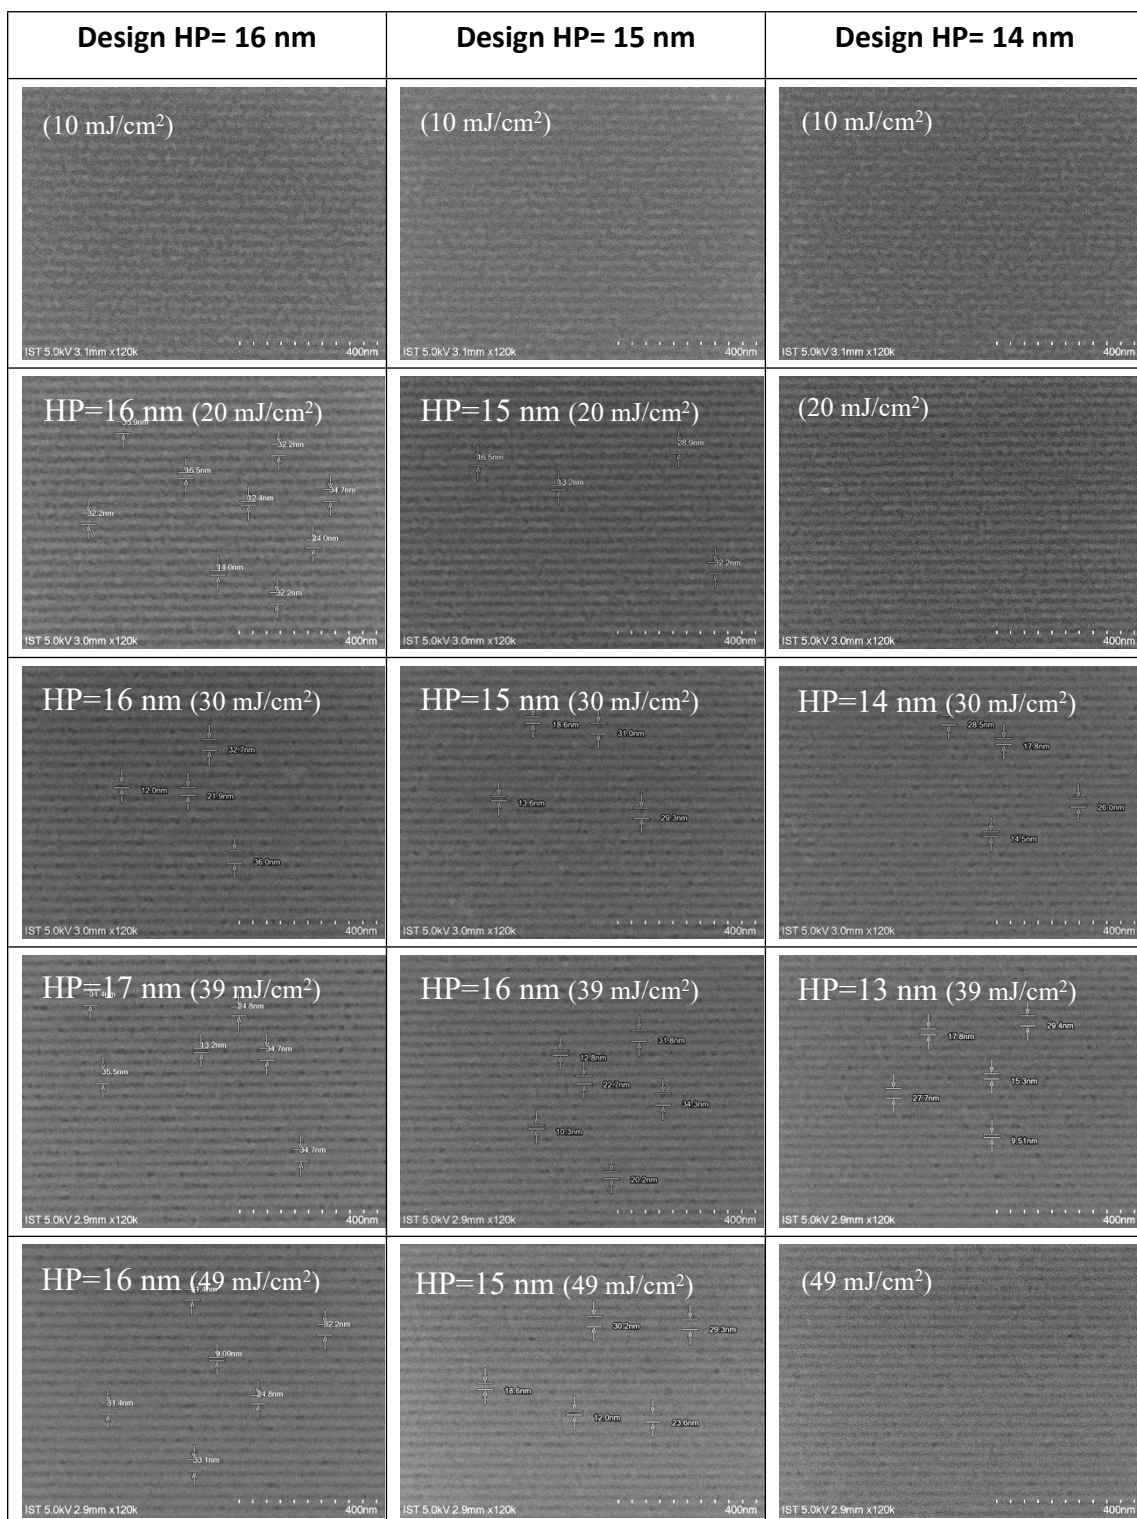 Design HP= 16 nm
Design HP= 15 nm
Design HP= 14 nm
(10 mJ/cm²)
IST 5.0kV 3.1mm x120k 400nm
(10 mJ/cm²)
IST 5.0kV 3.1mm x120k 400nm
(10 mJ/cm²)
IST 5.0kV 3.1mm x120k 400nm
HP=16 nm (20 mJ/cm²)
33.9nm
32.2nm
16.5nm
12.4nm
34.7nm
32.2nm
24.0nm
14.0nm
32.2nm
IST 5.0kV 3.0mm x120k 400nm
HP=15 nm (20 mJ/cm²)
28.9nm
16.5nm
13.2nm
32.2nm
IST 5.0kV 3.0mm x120k 400nm
(20 mJ/cm²)
IST 5.0kV 3.0mm x120k 400nm
HP=16 nm (30 mJ/cm²)
32.7nm
12.0nm
21.9nm
36.0nm
IST 5.0kV 3.0mm x120k 400nm
HP=15 nm (30 mJ/cm²)
18.6nm
31.0nm
13.6nm
29.3nm
IST 5.0kV 3.0mm x120k 400nm
HP=14 nm (30 mJ/cm²)
28.5nm
17.8nm
26.0nm
14.5nm
IST 5.0kV 3.0mm x120k 400nm
HP=17 nm (39 mJ/cm²)
31.4nm
24.8nm
13.2nm
34.7nm
35.5nm
34.7nm
IST 5.0kV 2.9mm x120k 400nm
HP=16 nm (39 mJ/cm²)
31.8nm
12.8nm
22.7nm
34.3nm
10.3nm
20.2nm
IST 5.0kV 2.9mm x120k 400nm
HP=13 nm (39 mJ/cm²)
29.4nm
17.8nm
15.3nm
27.7nm
9.51nm
IST 5.0kV 2.9mm x120k 400nm
HP=16 nm (49 mJ/cm²)
32.2nm
9.09nm
24.8nm
31.4nm
33.1nm
IST 5.0kV 2.9mm x120k 400nm
HP=15 nm (49 mJ/cm²)
30.2nm
29.3nm
18.6nm
12.0nm
23.6nm
IST 5.0kV 2.9mm x120k 400nm
(49 mJ/cm²)
IST 5.0kV 2.9mm x120k 400nm